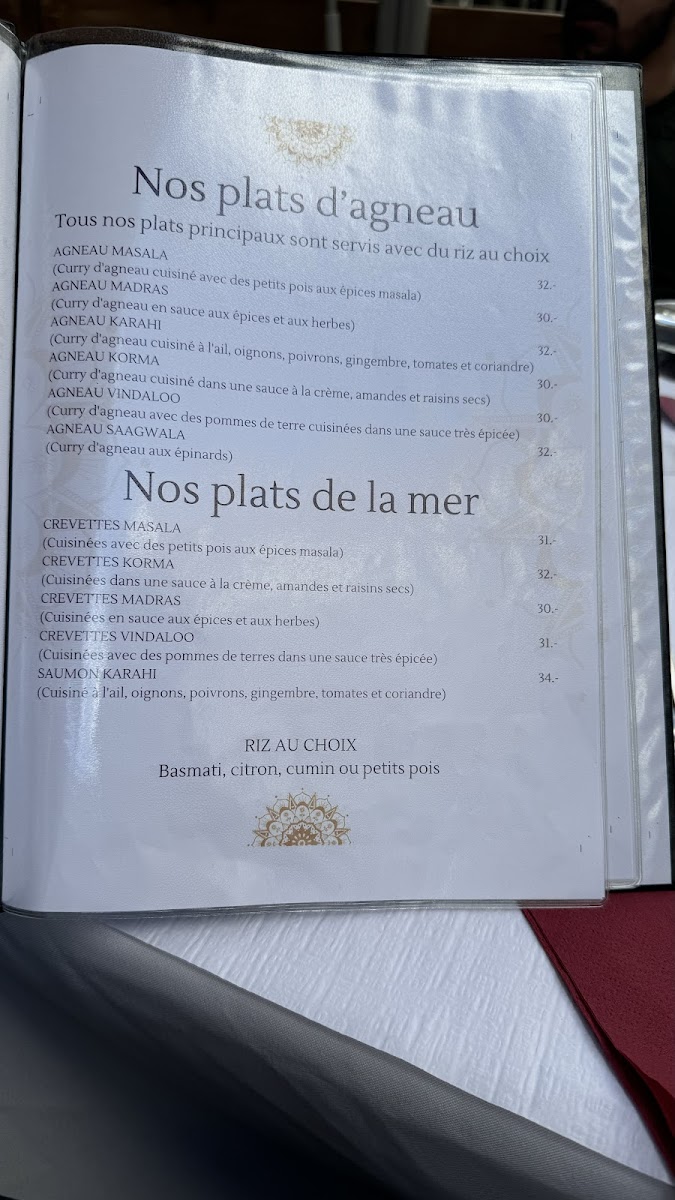 Nos plats d'agneau
Tous nos plats principaux sont servis avec du riz au choix
AGNEAU MASALA 32.-
(Curry d'agneau cuisiné avec des petits pois aux épices masala)
AGNEAU MADRAS 30.-
(Curry d'agneau en sauce aux épices et aux herbes)
AGNEAU KARAHI 32.-
(Curry d'agneau cuisiné à l'ail, oignons, poivrons, gingembre, tomates et coriandre)
AGNEAU KORMA 30.-
(Curry d'agneau cuisiné dans une sauce à la crème, amandes et raisins secs)
AGNEAU VINDALOO 30.-
(Curry d'agneau avec des pommes de terre cuisinées dans une sauce très épicée)
AGNEAU SAAGWALA 32.-
(Curry d'agneau aux épinards)
Nos plats de la mer
CREVETTES MASALA 31.-
(Cuisinées avec des petits pois aux épices masala)
CREVETTES KORMA 32.-
(Cuisinées dans une sauce à la crème, amandes et raisins secs)
CREVETTES MADRAS 30.-
(Cuisinées en sauce aux épices et aux herbes)
CREVETTES VINDALOO 31.-
(Cuisinées avec des pommes de terres dans une sauce très épicée)
SAUMON KARAHI 34.-
(Cuisiné à l'ail, oignons, poivrons, gingembre, tomates et coriandre)
RIZ AU CHOIX
Basmati, citron, cumin ou petits pois